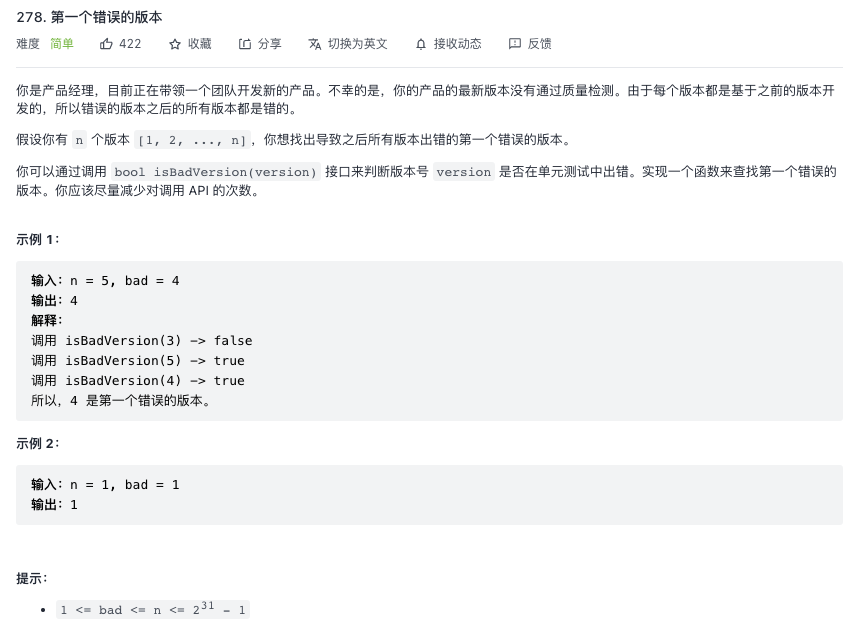 278. 第一个错误的版本
难度 简单 422 收藏 分享 切换为英文 接收动态 反馈
你是产品经理，目前正在带领一个团队开发新的产品。不幸的是，你的产品的最新版本没有通过质量检测。由于每个版本都是基于之前的版本开
发的，所以错误的版本之后的所有版本都是错的。
假设你有 n 个版本 [1, 2, ..., n]，你想找出导致之后所有版本出错的第一个错误的版本。
你可以通过调用 bool isBadVersion(version) 接口来判断版本号 version 是否在单元测试中出错。实现一个函数来查找第一个错误的
版本。你应该尽量减少对调用 API 的次数。
示例 1：
输入：n = 5, bad = 4
输出：4
解释：
调用 isBadVersion(3) -> false
调用 isBadVersion(5) -> true
调用 isBadVersion(4) -> true
所以，4 是第一个错误的版本。
示例 2：
输入：n = 1, bad = 1
输出：1
提示：
• 1 <= bad <= n <= 2³¹ - 1